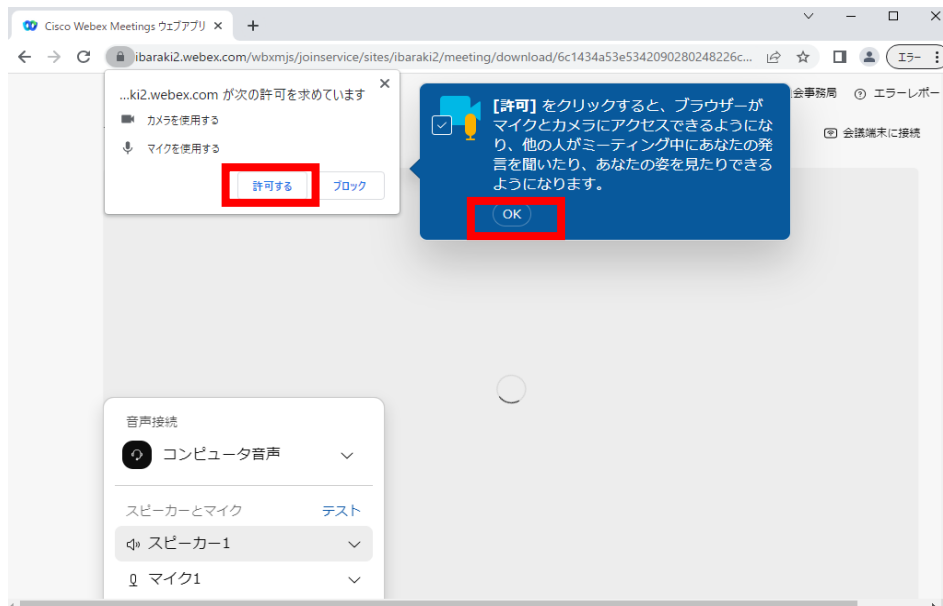 Cisco Webex Meetings ウェブアプリ
ibaraki2.webex.com/wbxmjs/joinservice/sites/ibaraki2/meeting/download/6c1434a53e5342090280248226c...
エラー
...ki2.webex.com が次の許可を求めています
カメラを使用する
マイクを使用する
許可する ブロック
[許可] をクリックすると、ブラウザーが
マイクとカメラにアクセスできるようにな
り、他の人がミーティング中にあなたの発
言を聞いたり、あなたの姿を見たりできる
ようになります。
OK
会事務局 エラーレポー
会議端末に接続
音声接続
コンピュータ音声
スピーカーとマイク テスト
スピーカー1
マイク1